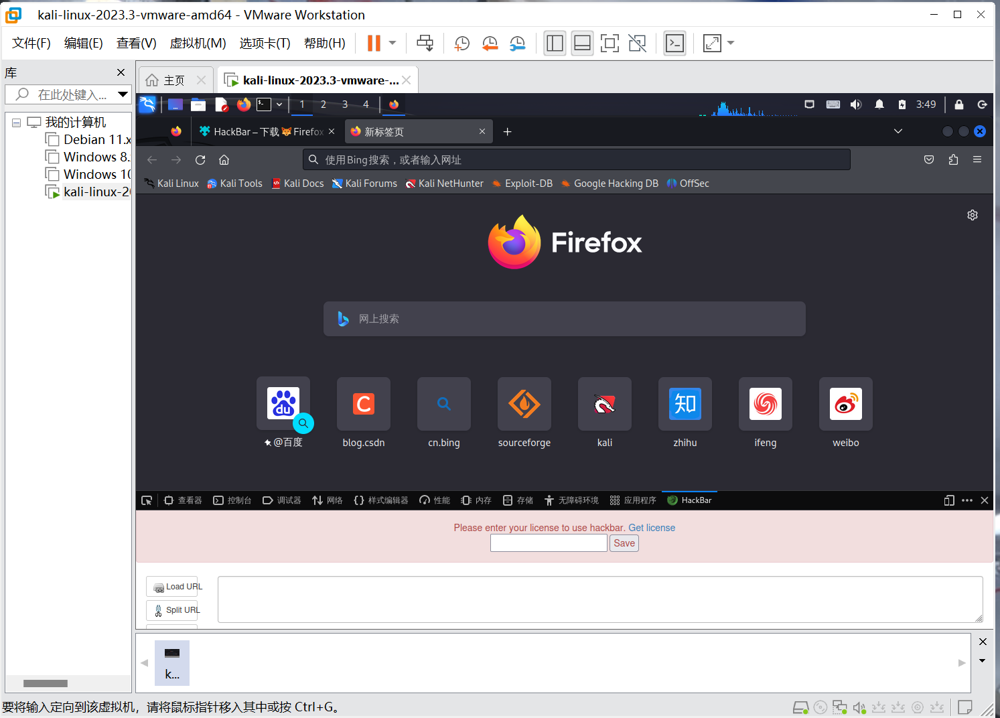 kali-linux-2023.3-vmware-amd64 - VMware Workstation
文件(F) 编辑(E) 查看(V) 虚拟机(M) 选项卡(T) 帮助(H)
库
主页
kali-linux-2023.3-vmware-...
在此处键入...
我的计算机
Debian 11.x
Windows 8.
Windows 10
kali-linux-20
1 2 3 4
3:49
HackBar – 下载 Firefox
新标签页
使用Bing搜索，或者输入网址
Kali Linux Kali Tools Kali Docs Kali Forums Kali NetHunter Exploit-DB Google Hacking DB OffSec
Firefox
网上搜索
du
C
知
@百度 blog.csdn cn.bing sourceforge kali zhihu ifeng weibo
查看器 控制台 调试器 网络 样式编辑器 性能 内存 存储 无障碍环境 应用程序 HackBar
Please enter your license to use hackbar. Get license
Save
Load URL
Split URL
k...
要将输入定向到该虚拟机，请将鼠标指针移入其中或按 Ctrl+G。